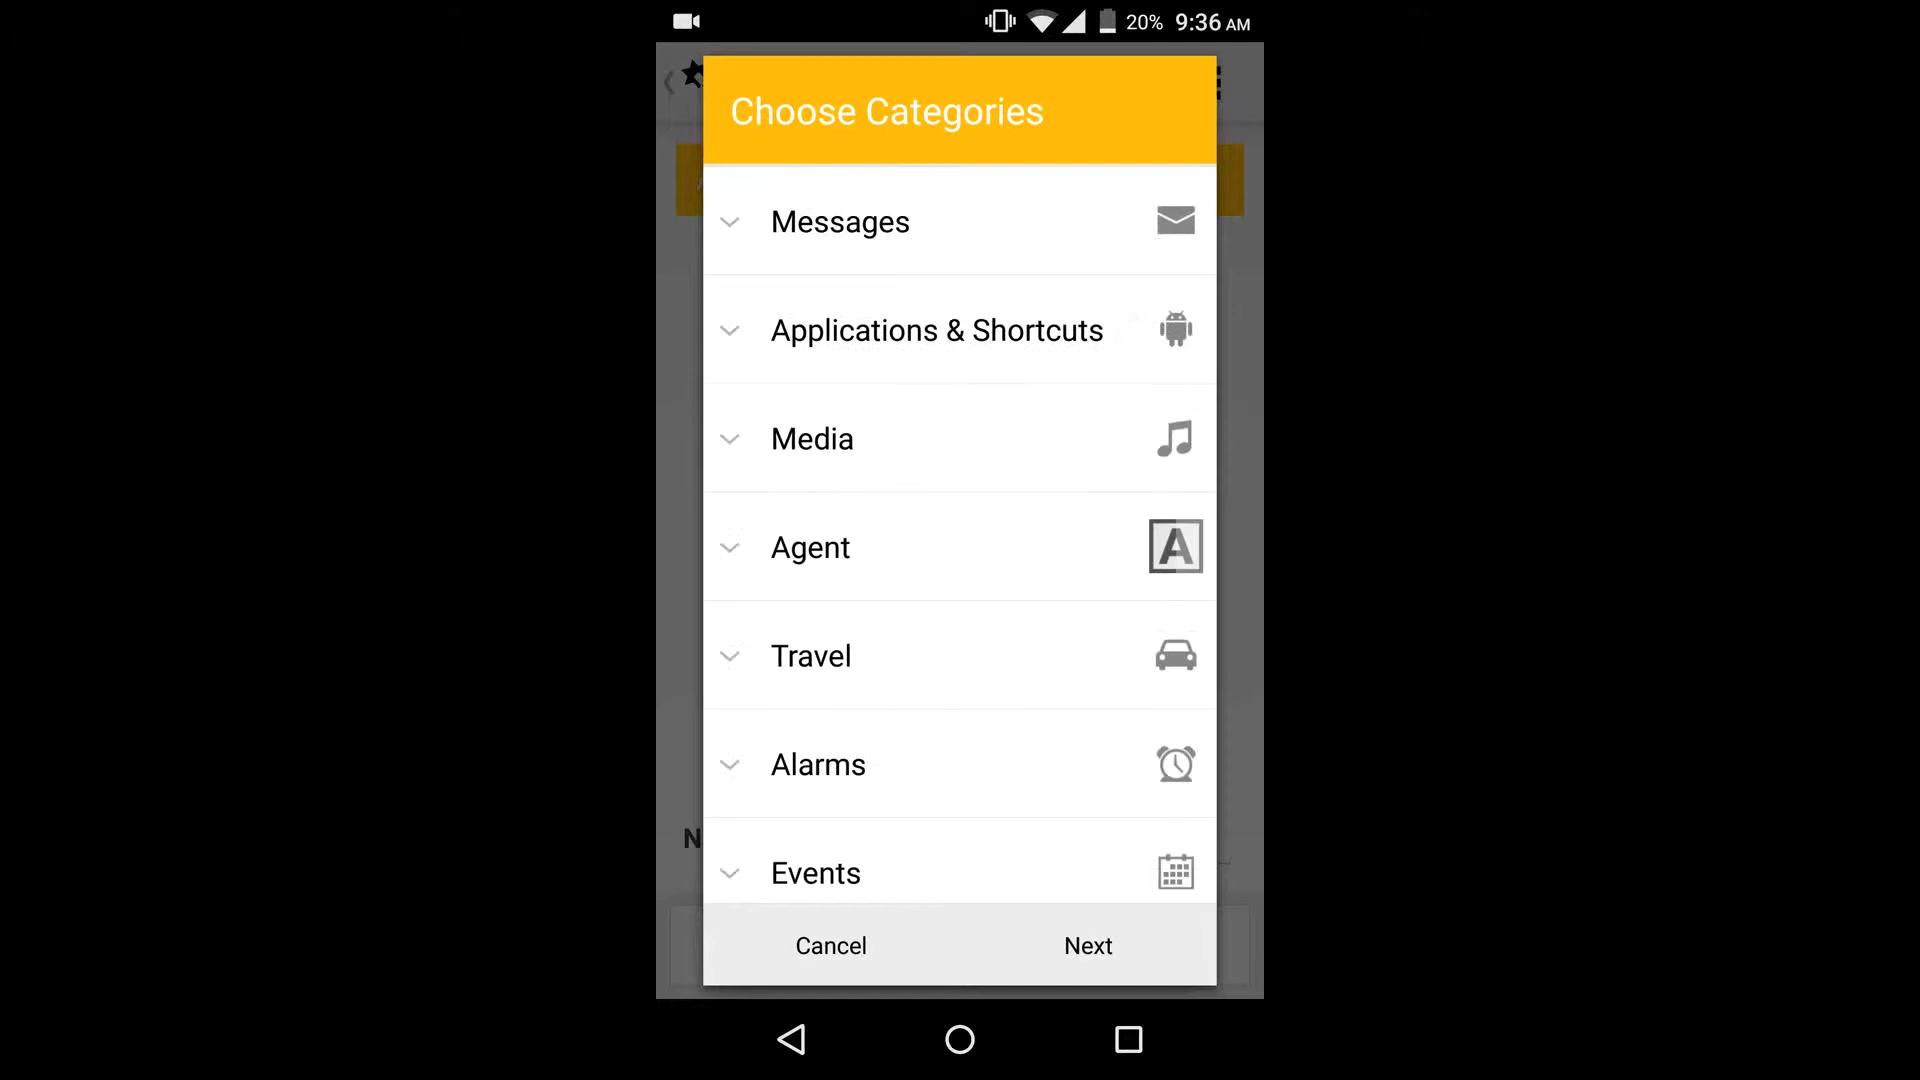 20% 9:36 AM
Choose Categories
Messages
Applications & Shortcuts
Media
Agent
A
Travel
Alarms
N
Events
Cancel Next